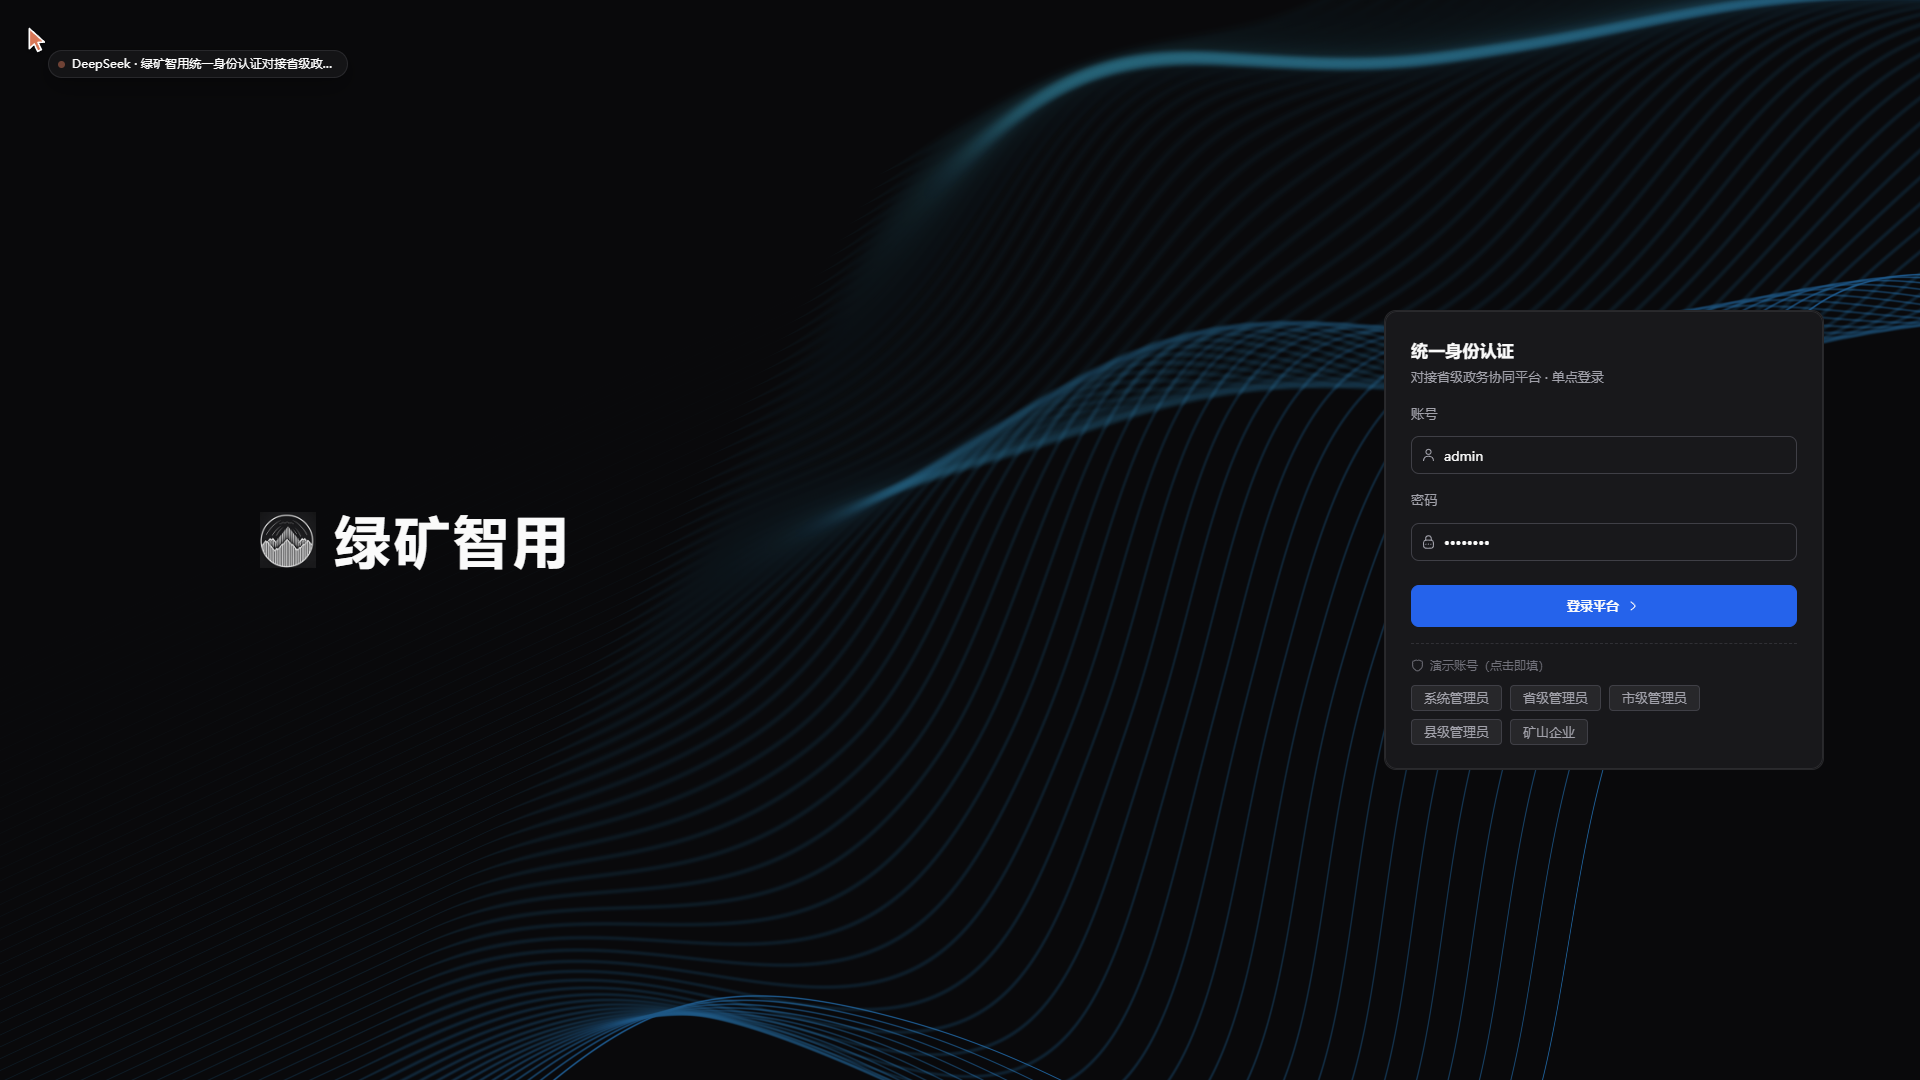 DeepSeek · 绿矿智用统一身份认证对接省级政...
绿矿智用
统一身份认证
对接省级政务协同平台 · 单点登录
账号
admin
密码
••••••••
登录平台
演示账号（点击即填）
系统管理员
省级管理员
市级管理员
县级管理员
矿山企业